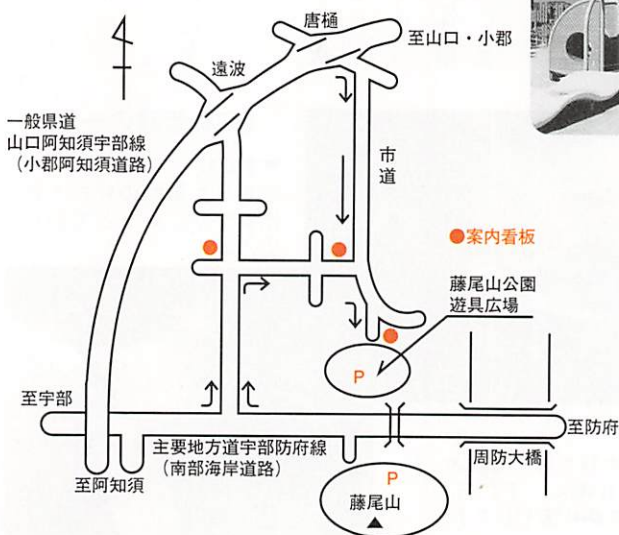 唐樋
至山口・小郡
遠波
一般県道
山口阿知須宇部線
（小郡阿知須道路）
市道
●案内看板
藤尾山公園
遊具広場
P
至宇部
至防府
主要地方道宇部防府線
（南部海岸道路）
周防大橋
至阿知須
P
藤尾山